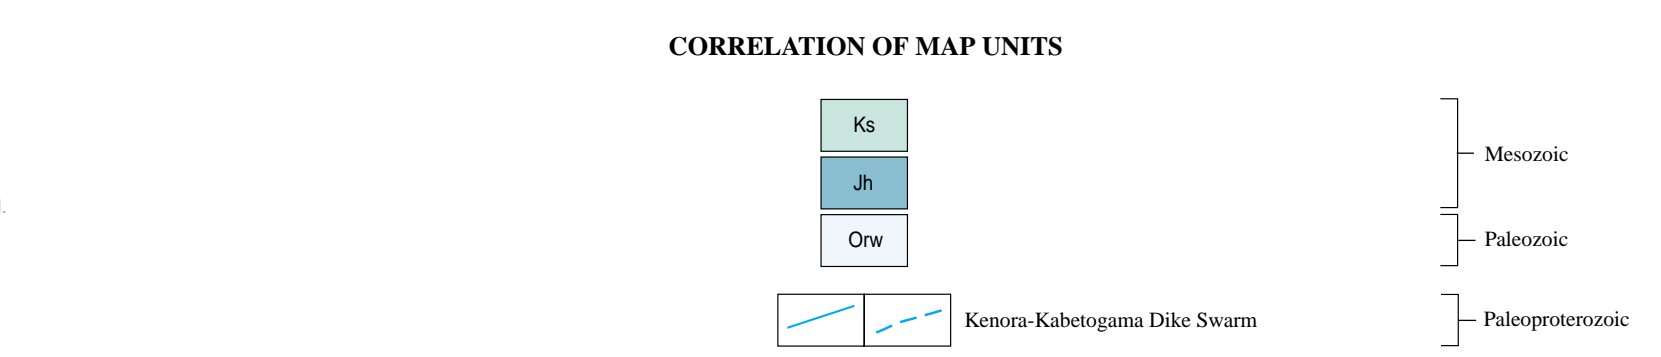 CORRELATION OF MAP UNITS
Ks
Mesozoic
Jh
Orw
Paleozoic
Kenora-Kabetogama Dike Swarm
Paleoproterozoic